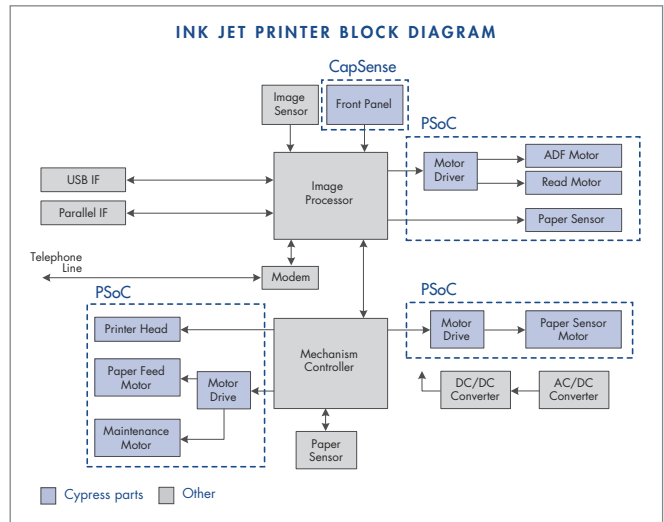 INK JET PRINTER BLOCK DIAGRAM
CapSense
Image
Sensor
Front Panel
PSoC
Motor
Driver
ADF Motor
Read Motor
Paper Sensor
USB IF
Parallel IF
Image
Processor
Telephone
Line
Modem
PSoC
Printer Head
Paper Feed
Motor
Motor
Drive
Maintenance
Motor
Mechanism
Controller
Paper
Sensor
PSoC
Motor
Drive
Paper Sensor
Motor
DC/DC
Converter
AC/DC
Converter
Cypress parts
Other